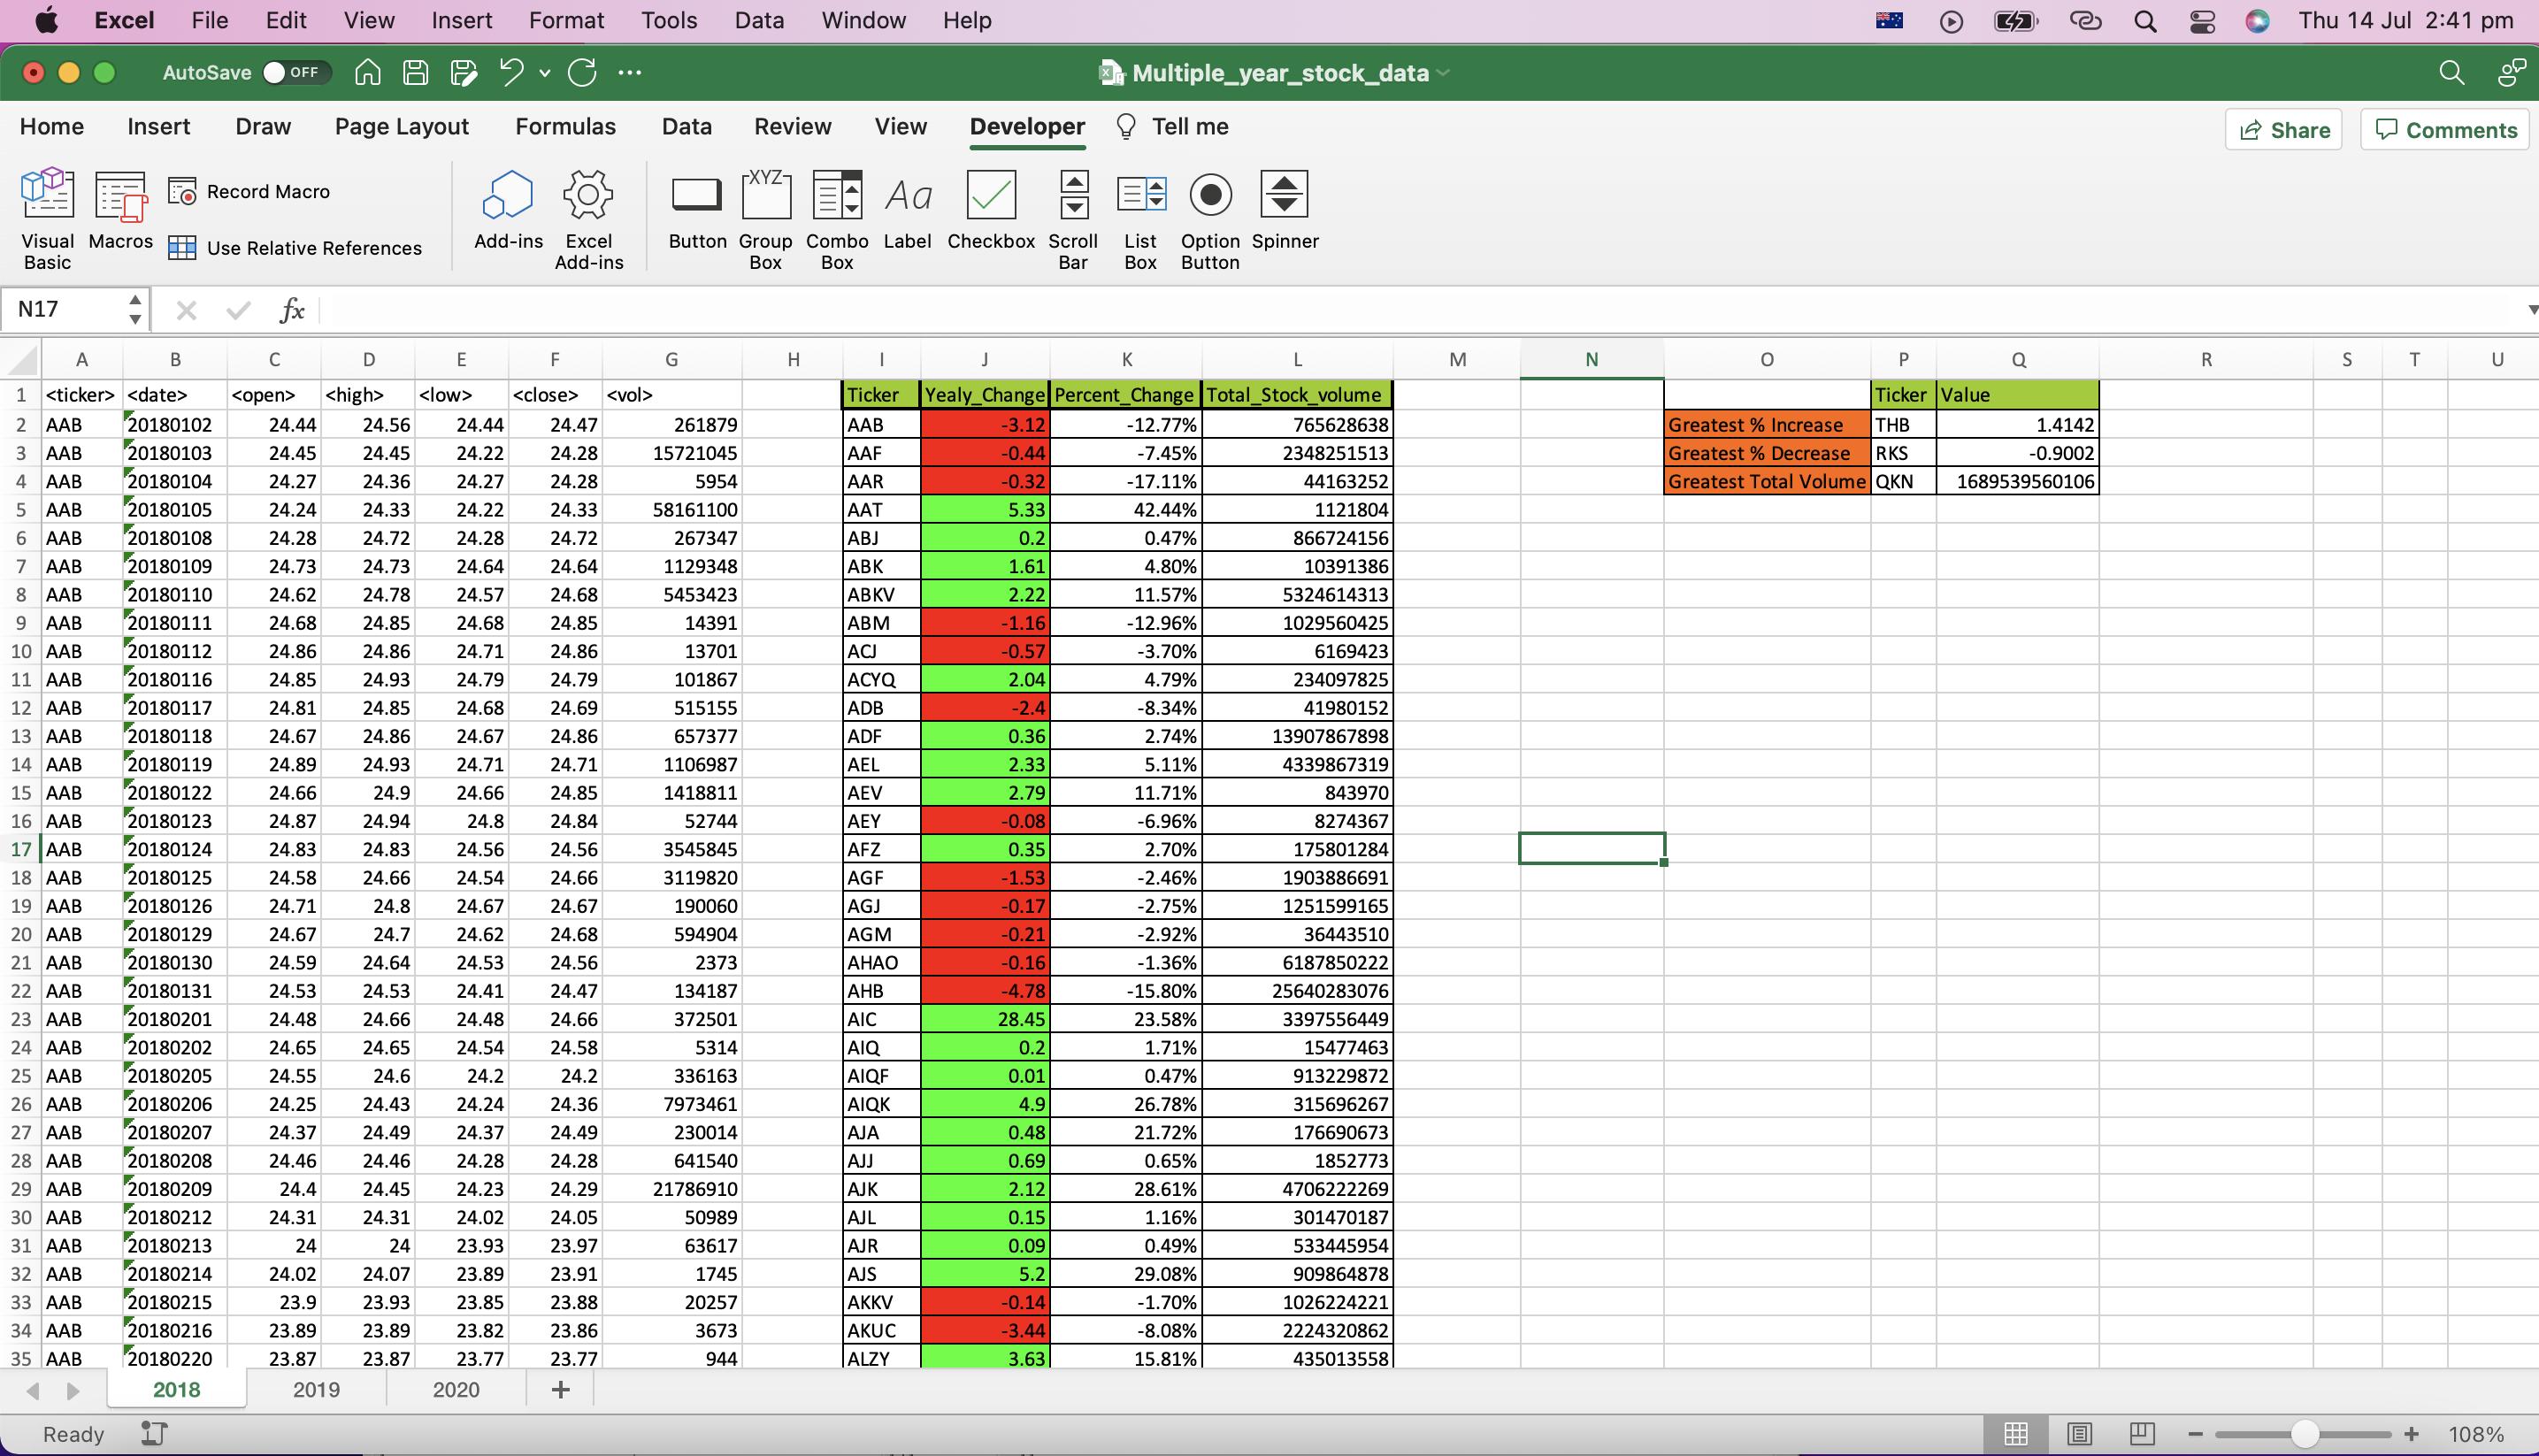 Excel File Edit View Insert Format Tools Data Window Help Thu 14 Jul 2:41 pm
AutoSave OFF Multiple_year_stock_data
Home Insert Draw Page Layout Formulas Data Review View Developer Tell me Share Comments
Visual Basic Macros Record Macro Use Relative References Add-ins Excel Add-ins Button XYZ Group Box Combo Box Aa Label Checkbox Scroll Bar List Box Option Button Spinner
N17 fx
A B C D E F G H I J K L M N O P Q R S T U
1 <ticker> <date> <open> <high> <low> <close> <vol> Ticker Yealy_Change Percent_Change Total_Stock_volume Ticker Value
2 AAB 20180102 24.44 24.56 24.44 24.47 261879 AAB -3.12 -12.77% 765628638 Greatest % Increase THB 1.4142
3 AAB 20180103 24.45 24.45 24.22 24.28 15721045 AAF -0.44 -7.45% 2348251513 Greatest % Decrease RKS -0.9002
4 AAB 20180104 24.27 24.36 24.27 24.28 5954 AAR -0.32 -17.11% 44163252 Greatest Total Volume QKN 1689539560106
5 AAB 20180105 24.24 24.33 24.22 24.33 58161100 AAT 5.33 42.44% 1121804
6 AAB 20180108 24.28 24.72 24.28 24.72 267347 ABJ 0.2 0.47% 866724156
7 AAB 20180109 24.73 24.73 24.64 24.64 1129348 ABK 1.61 4.80% 10391386
8 AAB 20180110 24.62 24.78 24.57 24.68 5453423 ABKV 2.22 11.57% 5324614313
9 AAB 20180111 24.68 24.85 24.68 24.85 14391 ABM -1.16 -12.96% 1029560425
10 AAB 20180112 24.86 24.86 24.71 24.86 13701 ACJ -0.57 -3.70% 6169423
11 AAB 20180116 24.85 24.93 24.79 24.79 101867 ACYQ 2.04 4.79% 234097825
12 AAB 20180117 24.81 24.85 24.68 24.69 515155 ADB -2.4 -8.34% 41980152
13 AAB 20180118 24.67 24.86 24.67 24.86 657377 ADF 0.36 2.74% 13907867898
14 AAB 20180119 24.89 24.93 24.71 24.71 1106987 AEL 2.33 5.11% 4339867319
15 AAB 20180122 24.66 24.9 24.66 24.85 1418811 AEV 2.79 11.71% 843970
16 AAB 20180123 24.87 24.94 24.8 24.84 52744 AEY -0.08 -6.96% 8274367
17 AAB 20180124 24.83 24.83 24.56 24.56 3545845 AFZ 0.35 2.70% 175801284
18 AAB 20180125 24.58 24.66 24.54 24.66 3119820 AGF -1.53 -2.46% 1903886691
19 AAB 20180126 24.71 24.8 24.67 24.67 190060 AGJ -0.17 -2.75% 1251599165
20 AAB 20180129 24.67 24.7 24.62 24.68 594904 AGM -0.21 -2.92% 36443510
21 AAB 20180130 24.59 24.64 24.53 24.56 2373 AHAO -0.16 -1.36% 6187850222
22 AAB 20180131 24.53 24.53 24.41 24.47 134187 AHB -4.78 -15.80% 25640283076
23 AAB 20180201 24.48 24.66 24.48 24.66 372501 AIC 28.45 23.58% 3397556449
24 AAB 20180202 24.65 24.65 24.54 24.58 5314 AIQ 0.2 1.71% 15477463
25 AAB 20180205 24.55 24.6 24.2 24.2 336163 AIQF 0.01 0.47% 913229872
26 AAB 20180206 24.25 24.43 24.24 24.36 7973461 AIQK 4.9 26.78% 315696267
27 AAB 20180207 24.37 24.49 24.37 24.49 230014 AJA 0.48 21.72% 176690673
28 AAB 20180208 24.46 24.46 24.28 24.28 641540 AJJ 0.69 0.65% 1852773
29 AAB 20180209 24.4 24.45 24.23 24.29 21786910 AJK 2.12 28.61% 4706222269
30 AAB 20180212 24.31 24.31 24.02 24.05 50989 AJL 0.15 1.16% 301470187
31 AAB 20180213 24 24 23.93 23.97 63617 AJR 0.09 0.49% 533445954
32 AAB 20180214 24.02 24.07 23.89 23.91 1745 AJS 5.2 29.08% 909864878
33 AAB 20180215 23.9 23.93 23.85 23.88 20257 AKKV -0.14 -1.70% 1026224221
34 AAB 20180216 23.89 23.89 23.82 23.86 3673 AKUC -3.44 -8.08% 2224320862
35 AAB 20180220 23.87 23.87 23.77 23.77 944 ALZY 3.63 15.81% 435013558
2018 2019 2020 +
Ready 108%